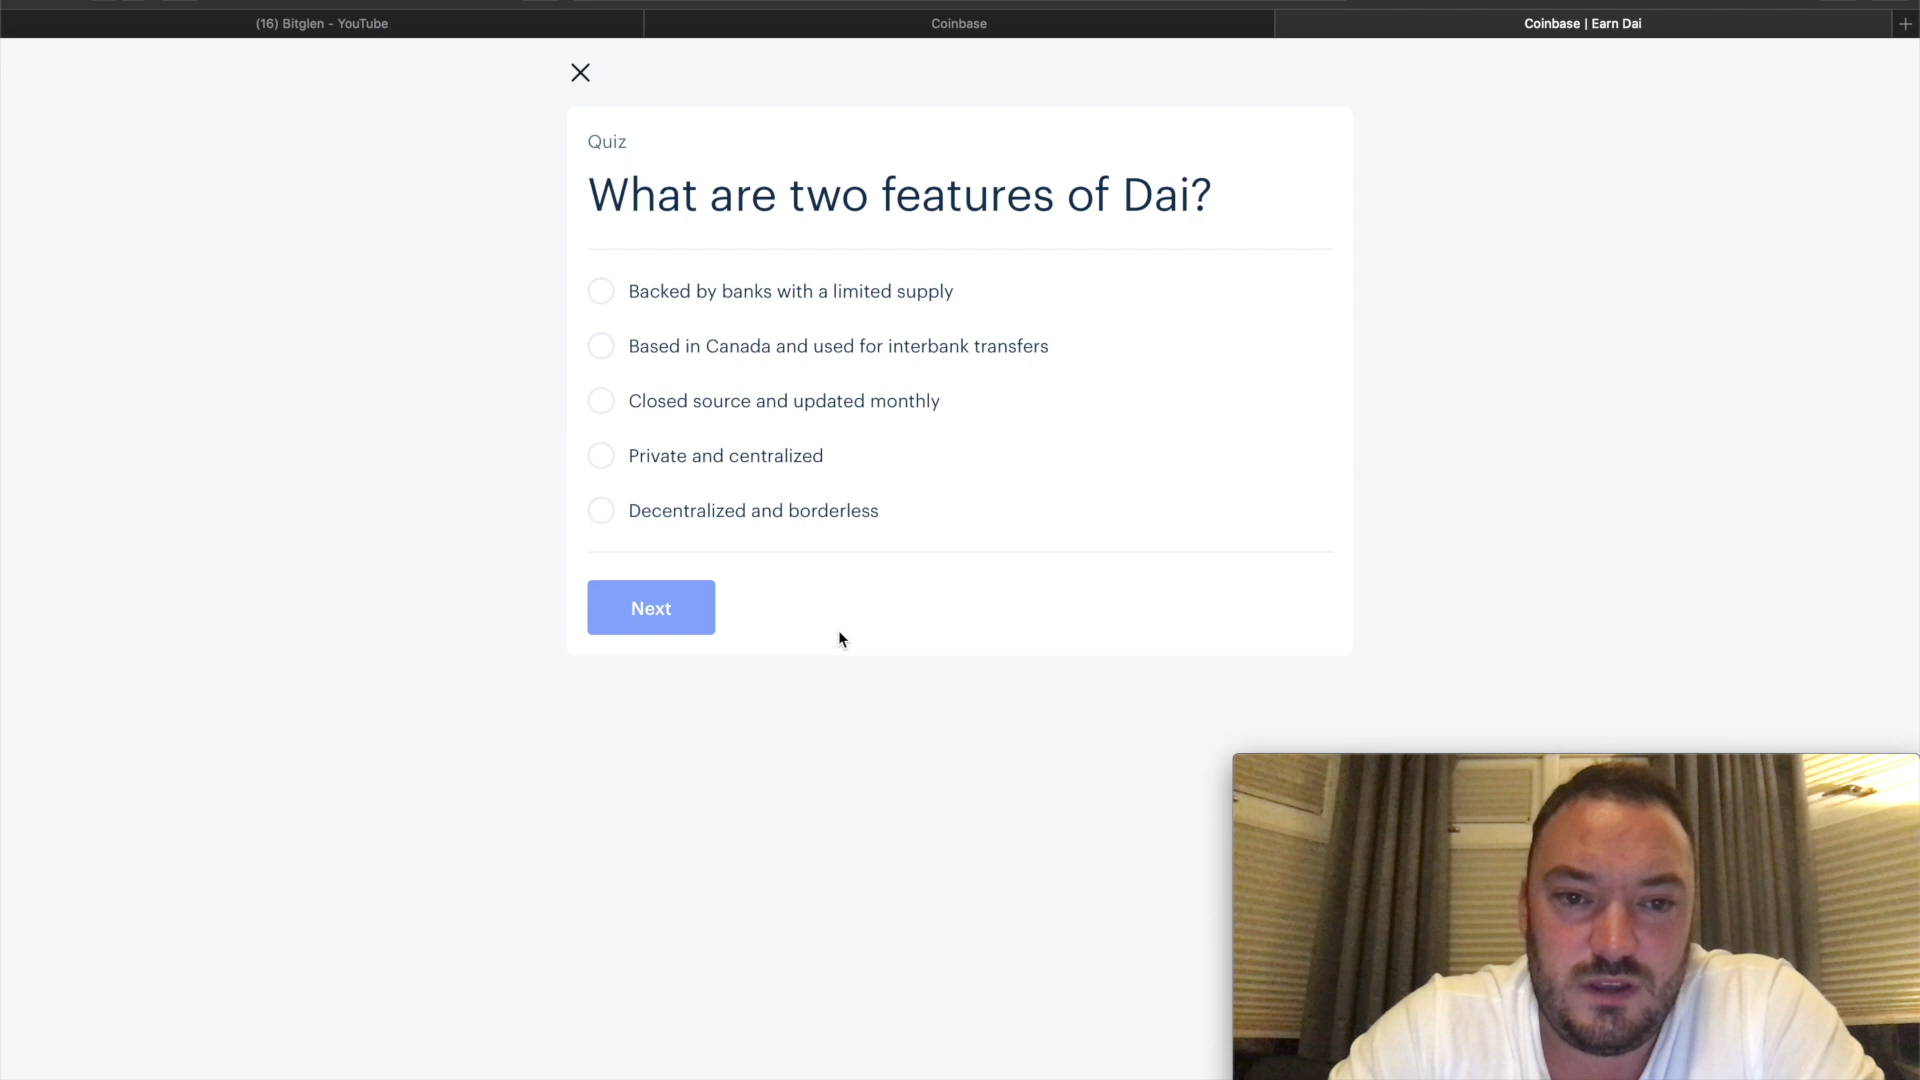 (16) Bitglen - YouTube
Coinbase
Coinbase | Earn Dai
Quiz
What are two features of Dai?
Backed by banks with a limited supply
Based in Canada and used for interbank transfers
Closed source and updated monthly
Private and centralized
Decentralized and borderless
Next